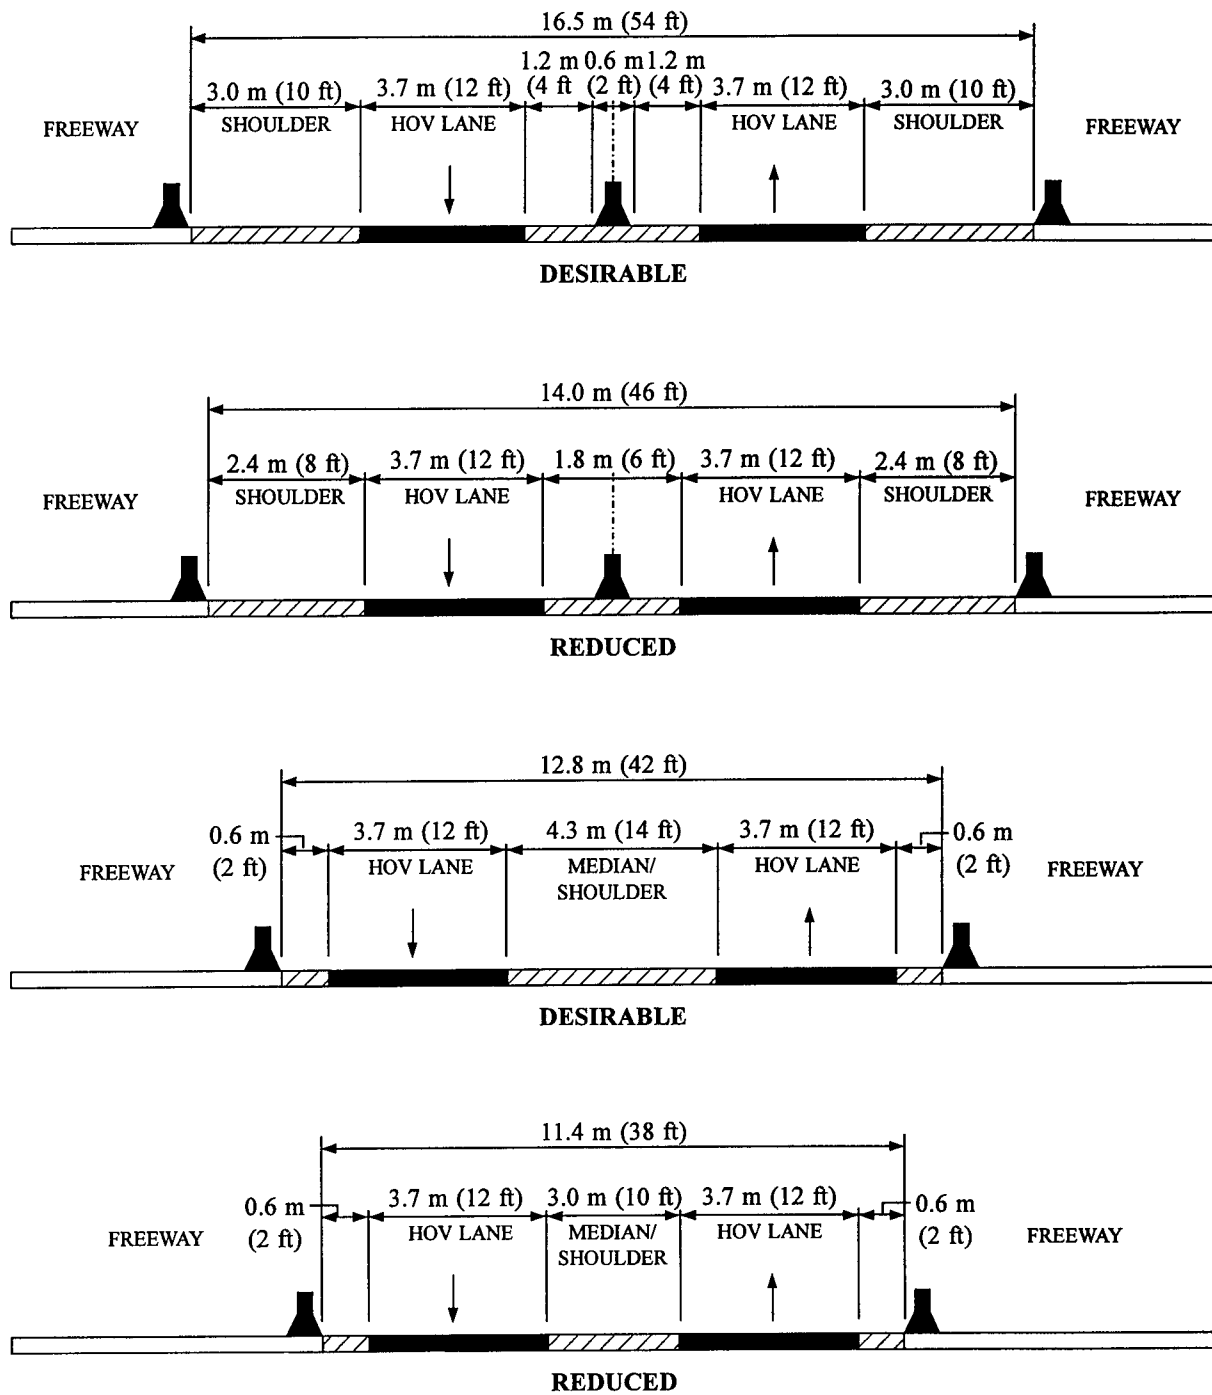 16.5 m (54 ft)
1.2 m 0.6 m 1.2 m
3.0 m (10 ft) 3.7 m (12 ft) (4 ft (2 ft) (4 ft) 3.7 m (12 ft) 3.0 m (10 ft)
FREEWAY SHOULDER HOV LANE HOV LANE SHOULDER FREEWAY
DESIRABLE
14.0 m (46 ft)
2.4 m (8 ft) 3.7 m (12 ft) 1.8 m (6 ft) 3.7 m (12 ft) 2.4 m (8 ft)
FREEWAY SHOULDER HOV LANE HOV LANE SHOULDER FREEWAY
REDUCED
12.8 m (42 ft)
0.6 m 3.7 m (12 ft) 4.3 m (14 ft) 3.7 m (12 ft) 0.6 m
(2 ft) HOV LANE MEDIAN/ HOV LANE (2 ft)
FREEWAY SHOULDER FREEWAY
DESIRABLE
11.4 m (38 ft)
0.6 m 3.7 m (12 ft) 3.0 m (10 ft) 3.7 m (12 ft) 0.6 m
FREEWAY (2 ft) HOV LANE MEDIAN/ HOV LANE (2 ft) FREEWAY
SHOULDER
REDUCED